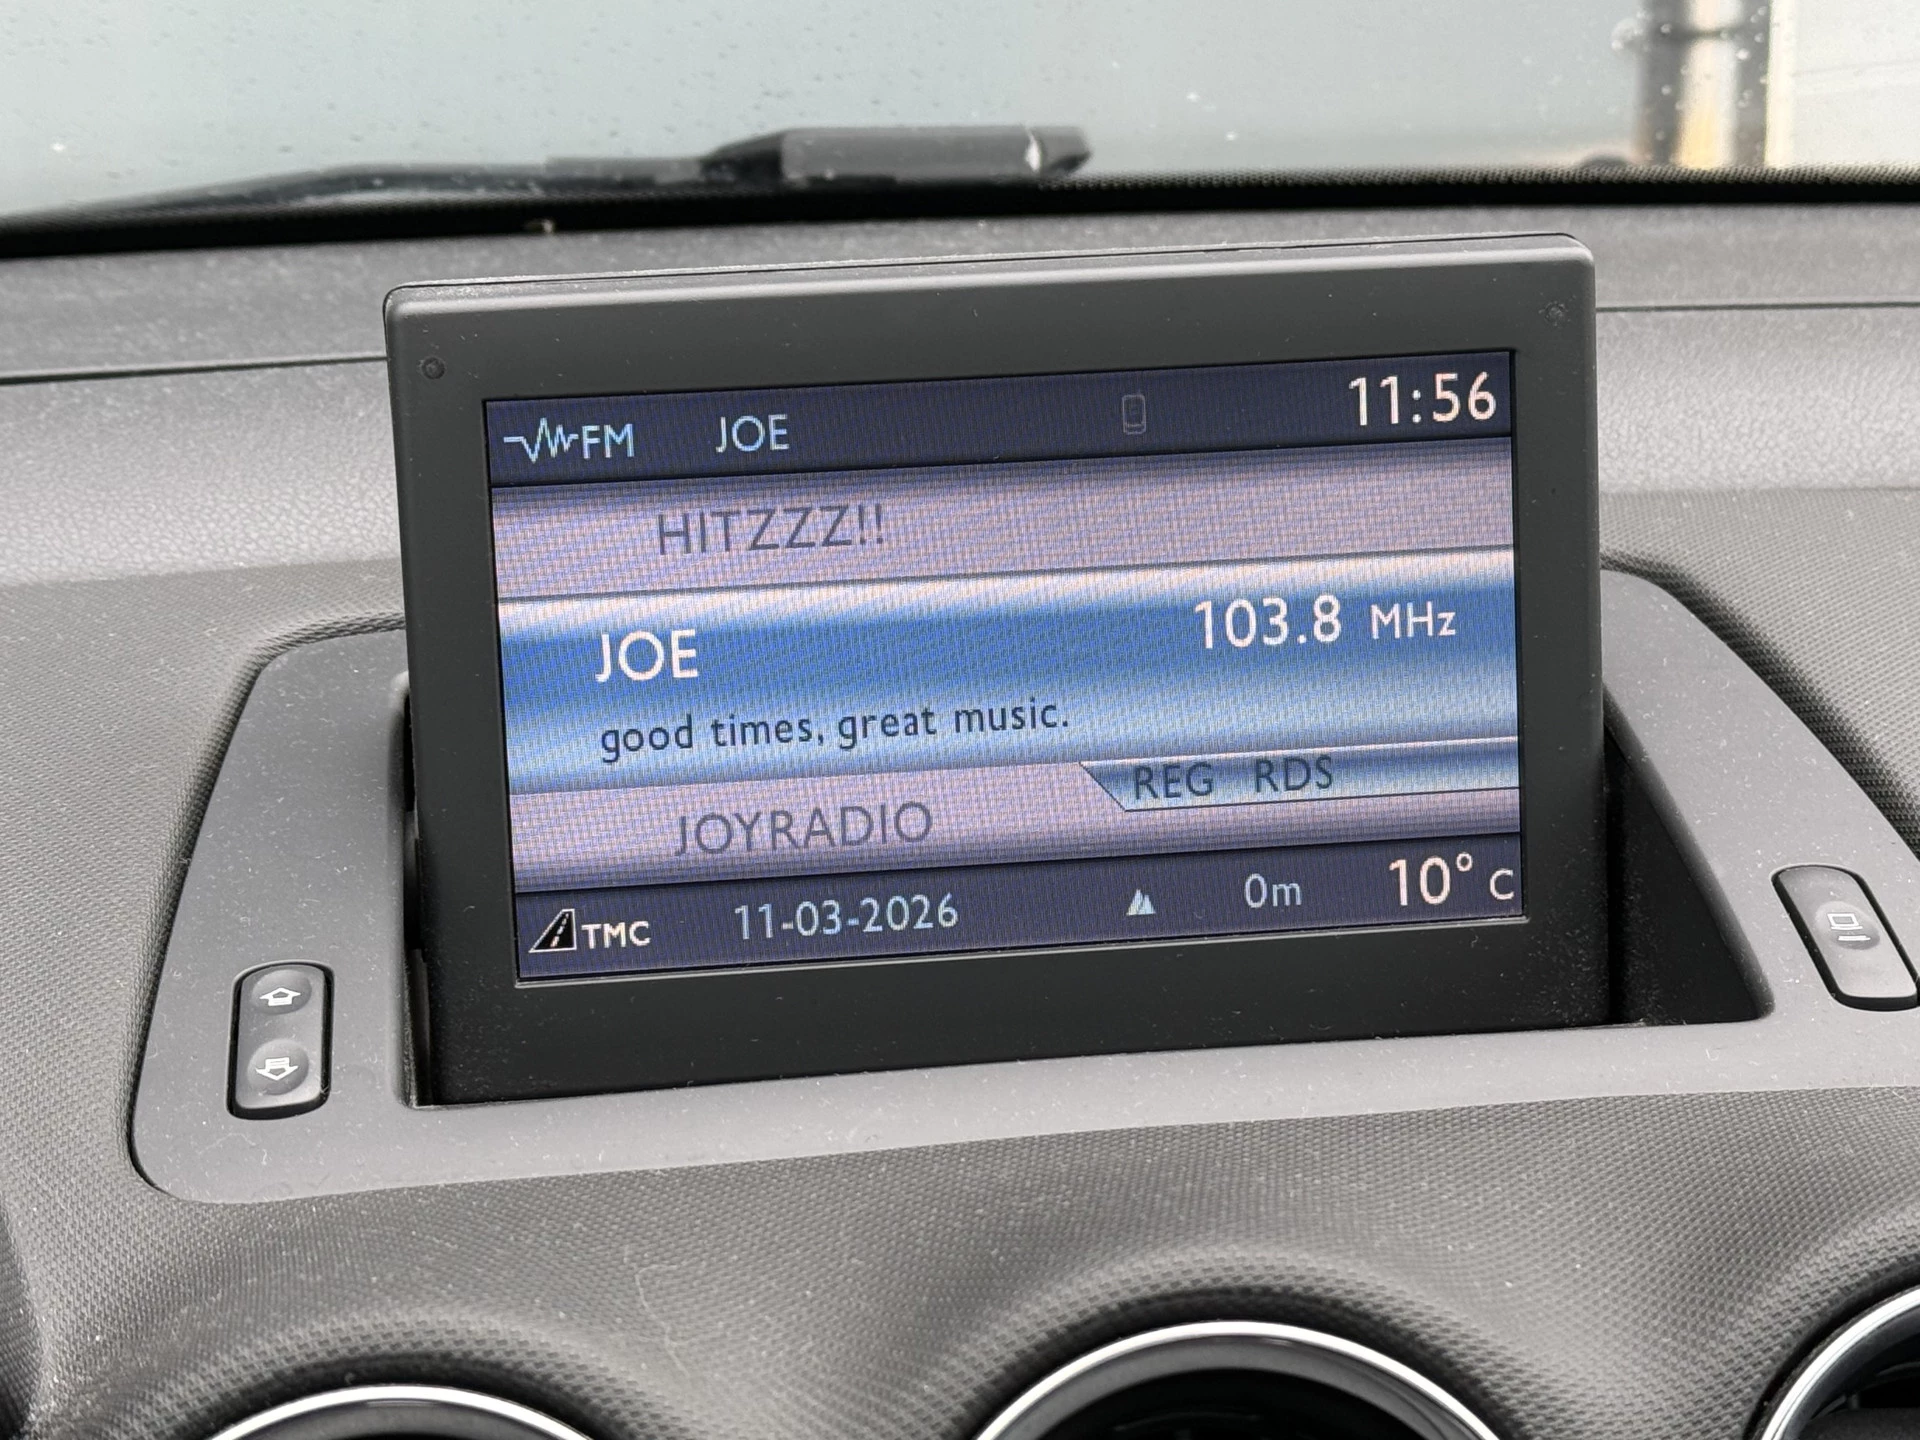 FM JOE 11:56
HITZZZ!!
JOE 103.8 MHz
good times, great music.
REG RDS
JOYRADIO
TMC 11-03-2026 0m 10° C